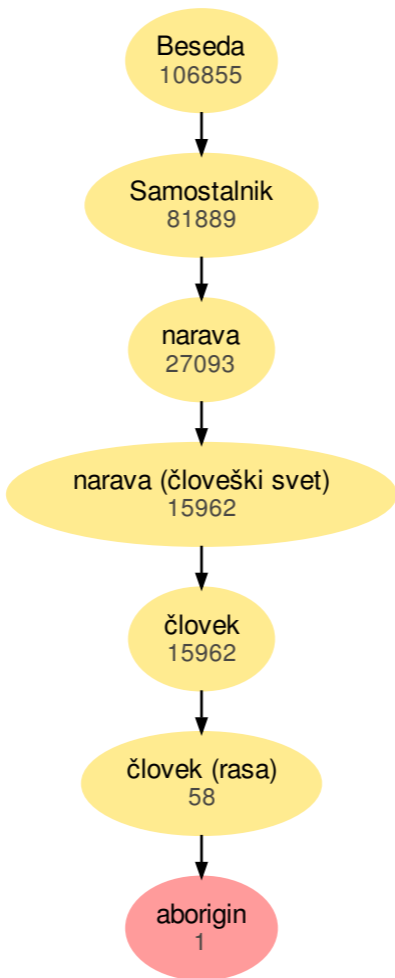 Beseda
106855
Samostalnik
81889
narava
27093
narava (človeški svet)
15962
človek
15962
človek (rasa)
58
aborigin
1